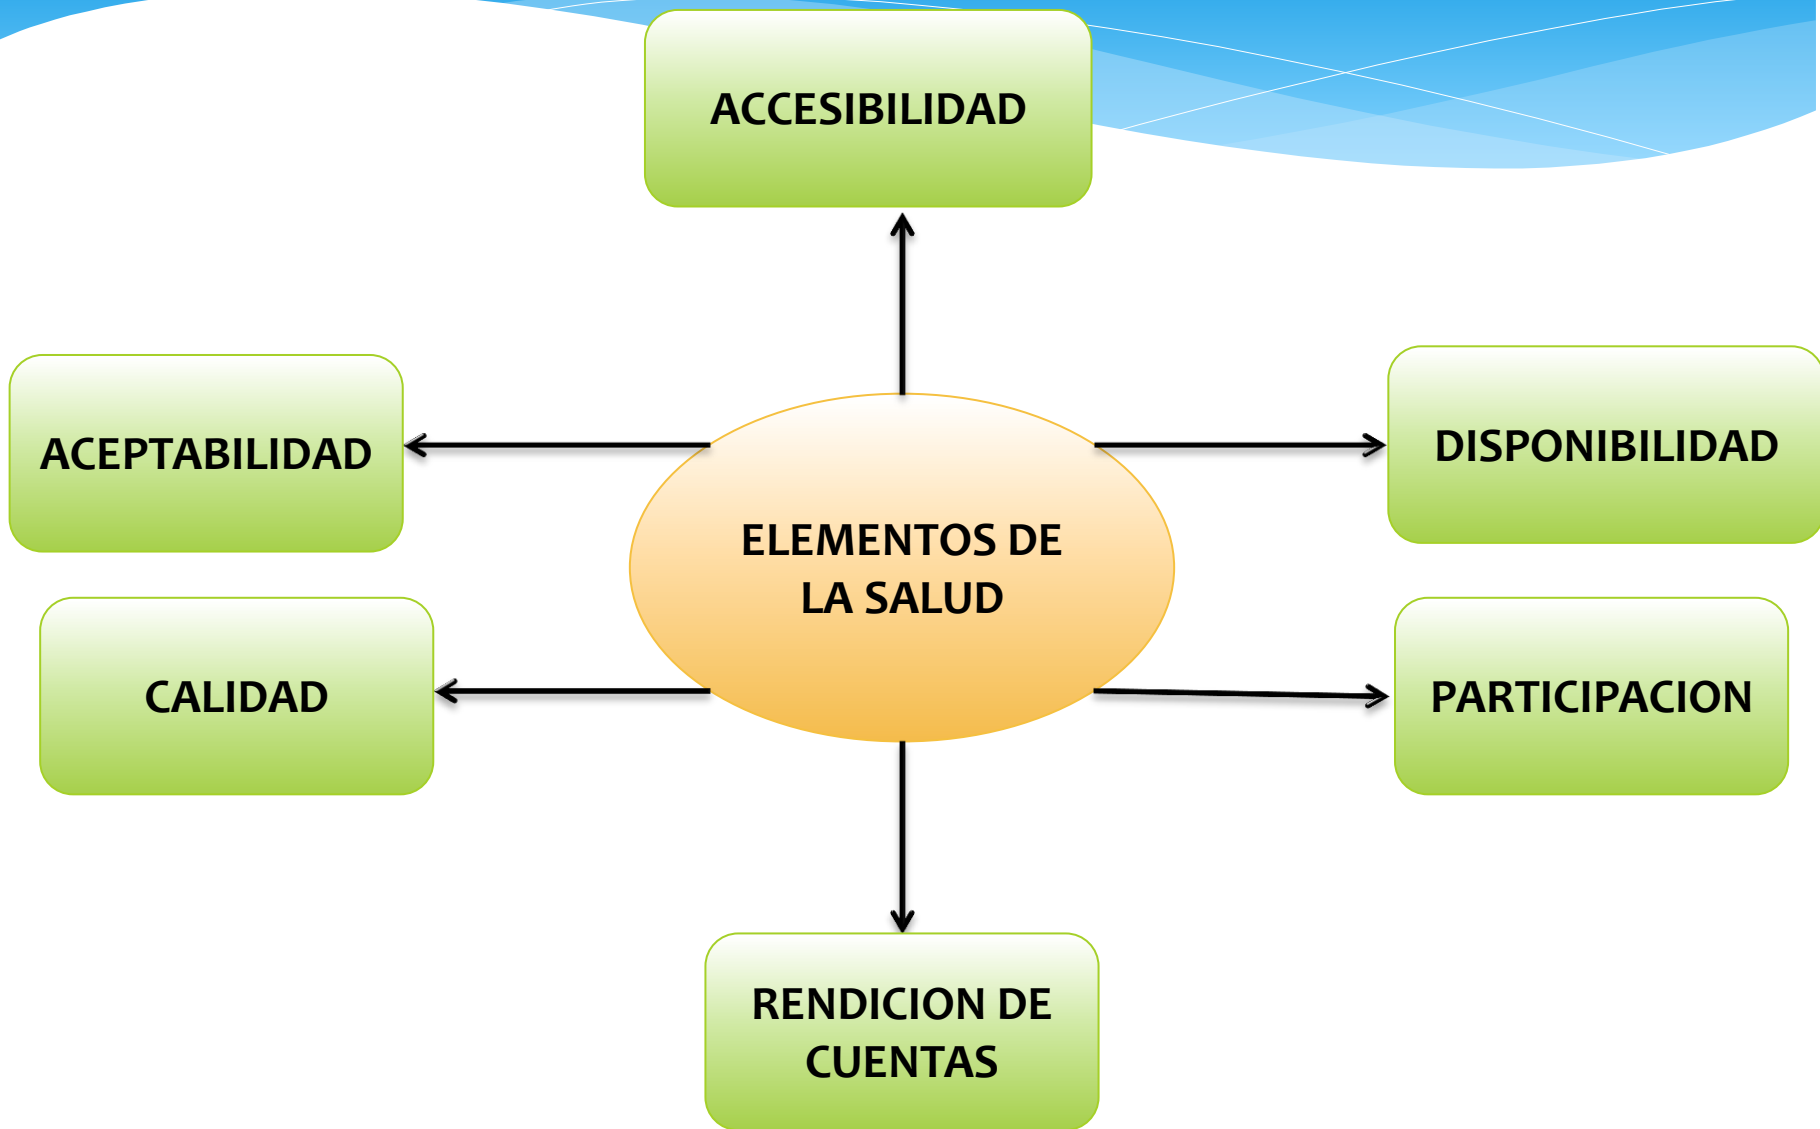 ACCESIBILIDAD
ACEPTABILIDAD
DISPONIBILIDAD
ELEMENTOS DE
LA SALUD
CALIDAD
PARTICIPACION
RENDICION DE
CUENTAS